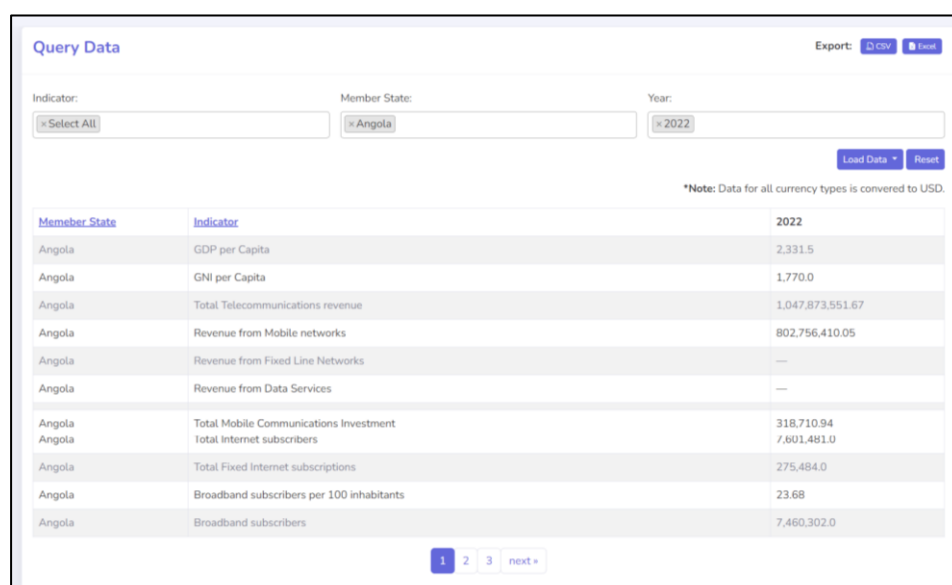 Query Data
Export: CSV Excel
Indicator: Member State: Year:
×Select All ×Angola ×2022
Load Data Reset
*Note: Data for all currency types is convered to USD.
Memeber State Indicator 2022
Angola GDP per Capita 2,331.5
Angola GNI per Capita 1,770.0
Angola Total Telecommunications revenue 1,047,873,551.67
Angola Revenue from Mobile networks 802,756,410.05
Angola Revenue from Fixed Line Networks —
Angola Revenue from Data Services —
Angola Total Mobile Communications Investment 318,710.94
Angola Total Internet subscribers 7,601,481.0
Angola Total Fixed Internet subscriptions 275,484.0
Angola Broadband subscribers per 100 inhabitants 23.68
Angola Broadband subscribers 7,460,302.0
1 2 3 next »